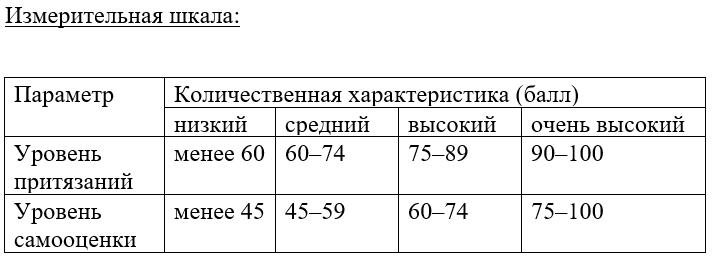 Измерительная шкала:
Параметр Количественная характеристика (балл)
низкий средний высокий очень высокий
Уровень притязаний менее 60 60–74 75–89 90–100
Уровень самооценки менее 45 45–59 60–74 75–100